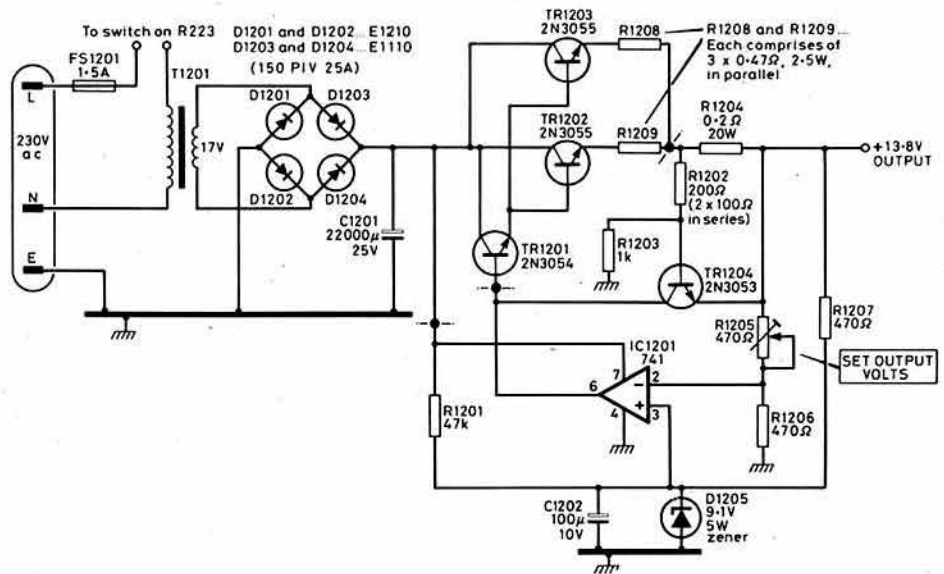 To switch on R223
FS1201
1·5A
T1201
L
230V
ac
N
E
17V
D1201 and D1202...E1210
D1203 and D1204...E1110
(150 PIV 25A)
D1201
D1203
D1202
D1204
C1201
22000µ
25V
TR1203
2N3055
R1208
R1208 and R1209...
Each comprises of
3 x 0·47Ω, 2·5W,
in parallel
TR1202
2N3055
R1209
R1204
0·2Ω
20W
+13·8V
OUTPUT
R1202
200Ω
(2 x 100Ω
in series)
R1203
1k
TR1201
2N3054
TR1204
2N3053
R1205
470Ω
R1207
470Ω
SET OUTPUT
VOLTS
IC1201
741
7
6
2
3
4
−
+
R1206
470Ω
R1201
47k
C1202
100µ
10V
D1205
9·1V
5W
zener